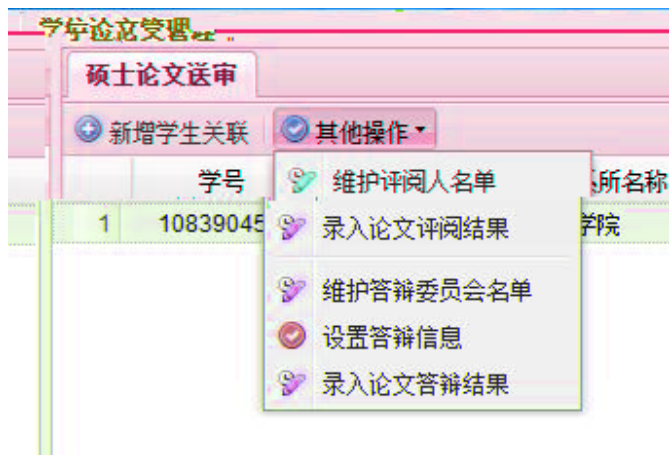 硕士论文送审
新增学生关联 其他操作
学号 所名称
1 10839045 学院
维护评阅人名单
录入论文评阅结果
维护答辩委员会名单
设置答辩信息
录入论文答辩结果